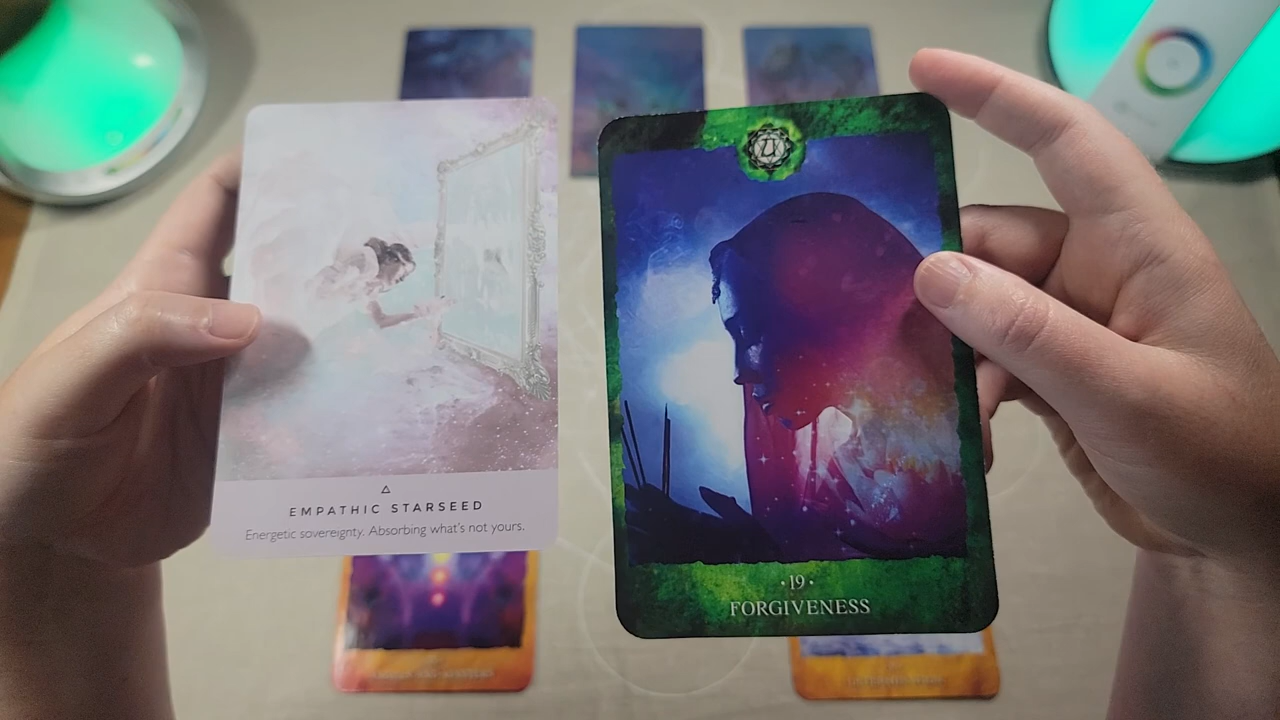 EMPATHIC STARSEED
Energetic sovereignty. Absorbing what's not yours.
·19·
FORGIVENESS